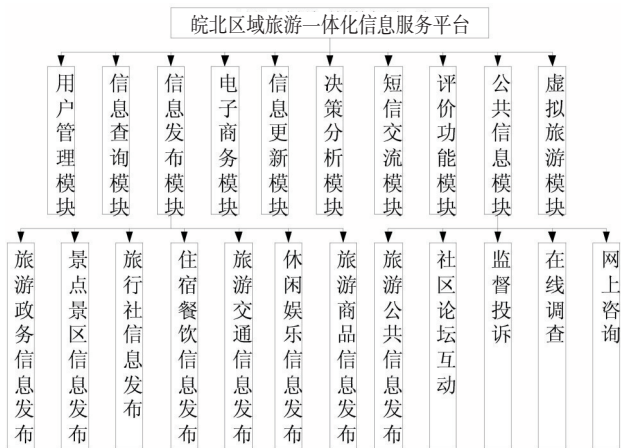 皖北区域旅游一体化信息服务平台
用户管理模块
信息查询模块
信息发布模块
电子商务模块
信息更新模块
决策分析模块
短信交流模块
评价功能模块
公共信息模块
虚拟旅游模块
旅游政务信息发布
景点景区信息发布
旅行社信息发布
住宿餐饮信息发布
旅游交通信息发布
休闲娱乐信息发布
旅游商品信息发布
旅游公共信息发布
社区论坛互动
监督投诉
在线调查
网上咨询